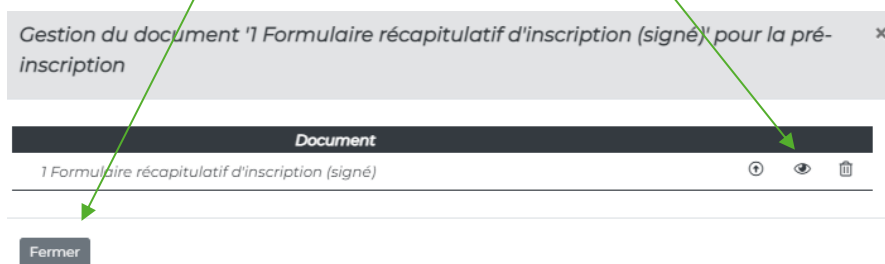 Gestion du document '1 Formulaire récapitulatif d'inscription (signé)' pour la pré-
inscription
×
Document
1 Formulaire récapitulatif d'inscription (signé)
Fermer